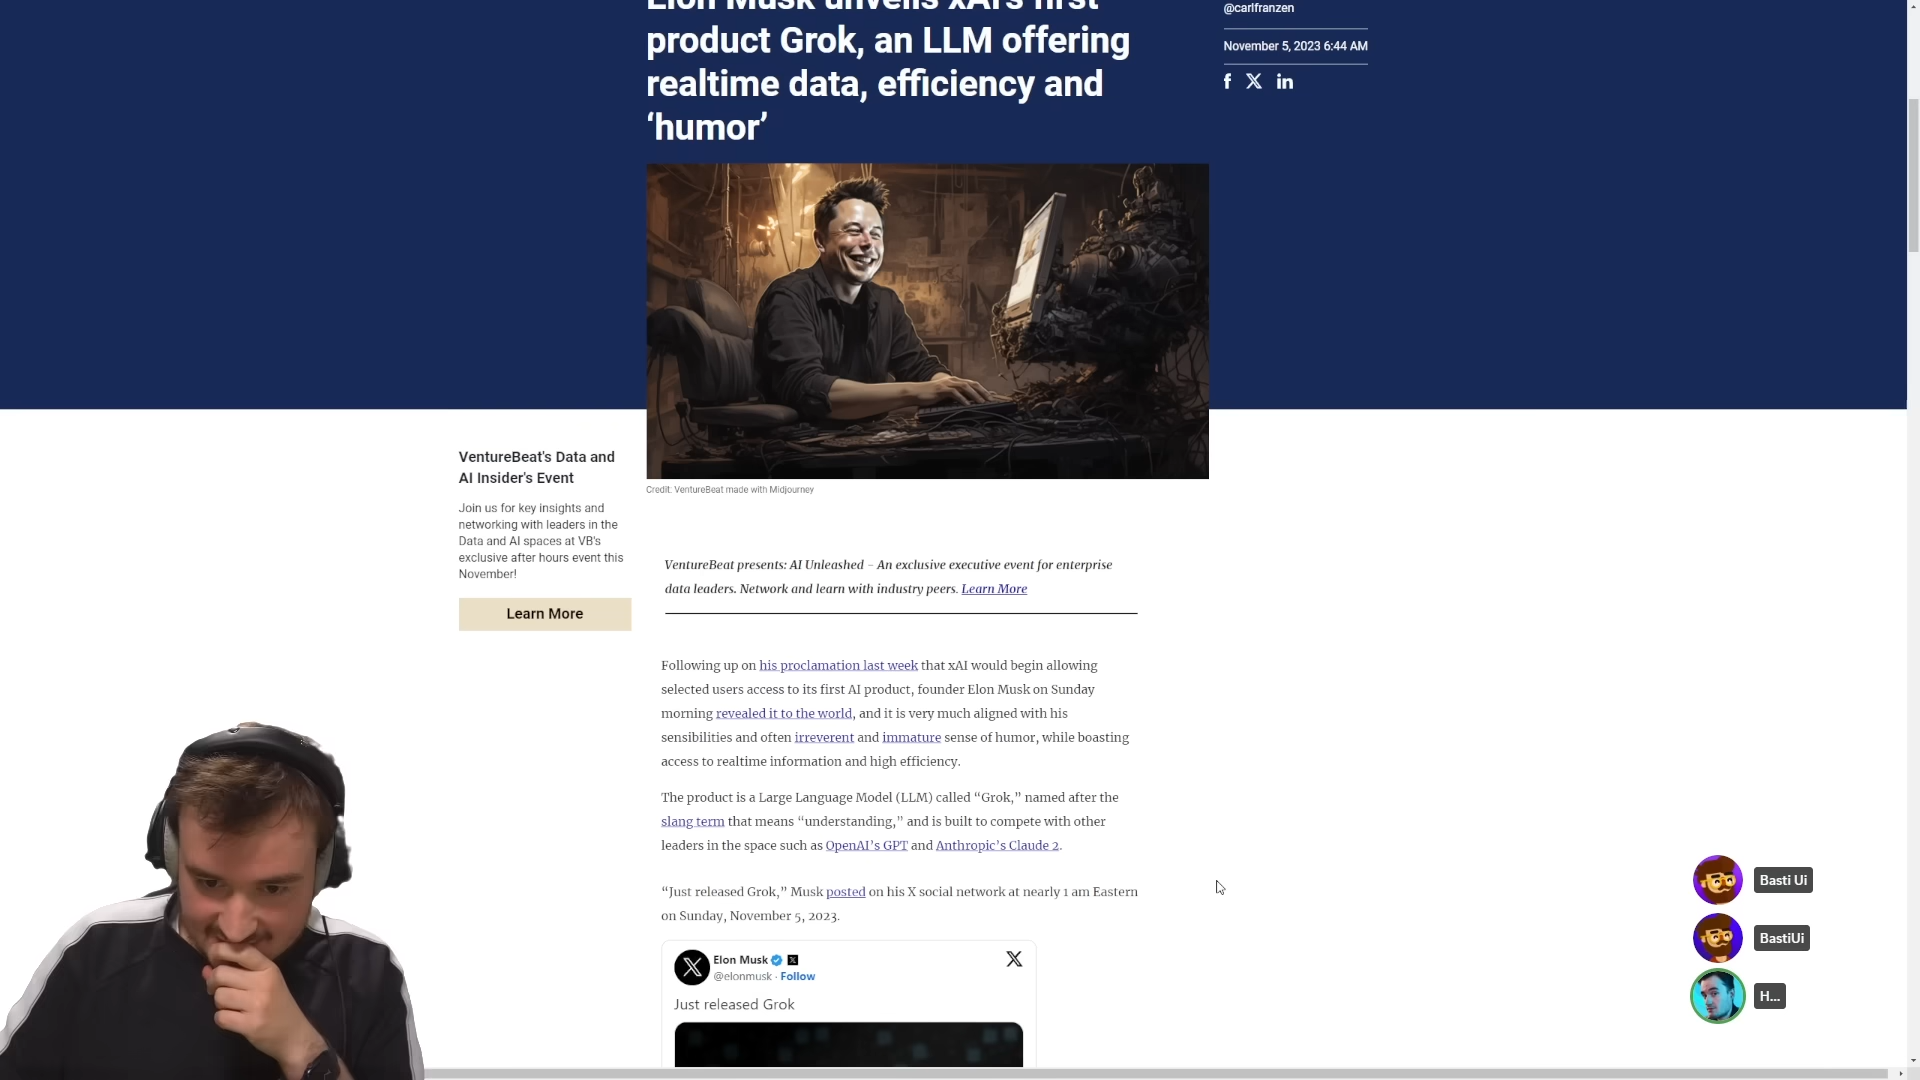 Elon Musk unveils xAI's first
product Grok, an LLM offering
realtime data, efficiency and
‘humor’
@carlfranzen
November 5, 2023 6:44 AM
Credit: VentureBeat made with Midjourney
VentureBeat's Data and
AI Insider's Event
Join us for key insights and
networking with leaders in the
Data and AI spaces at VB's
exclusive after hours event this
November!
Learn More
VentureBeat presents: AI Unleashed - An exclusive executive event for enterprise
data leaders. Network and learn with industry peers. Learn More
Following up on his proclamation last week that xAI would begin allowing
selected users access to its first AI product, founder Elon Musk on Sunday
morning revealed it to the world, and it is very much aligned with his
sensibilities and often irreverent and immature sense of humor, while boasting
access to realtime information and high efficiency.
The product is a Large Language Model (LLM) called “Grok,” named after the
slang term that means “understanding,” and is built to compete with other
leaders in the space such as OpenAI’s GPT and Anthropic’s Claude 2.
“Just released Grok,” Musk posted on his X social network at nearly 1 am Eastern
on Sunday, November 5, 2023.
Elon Musk
@elonmusk · Follow
Just released Grok
Basti Ui
BastiUi
H...